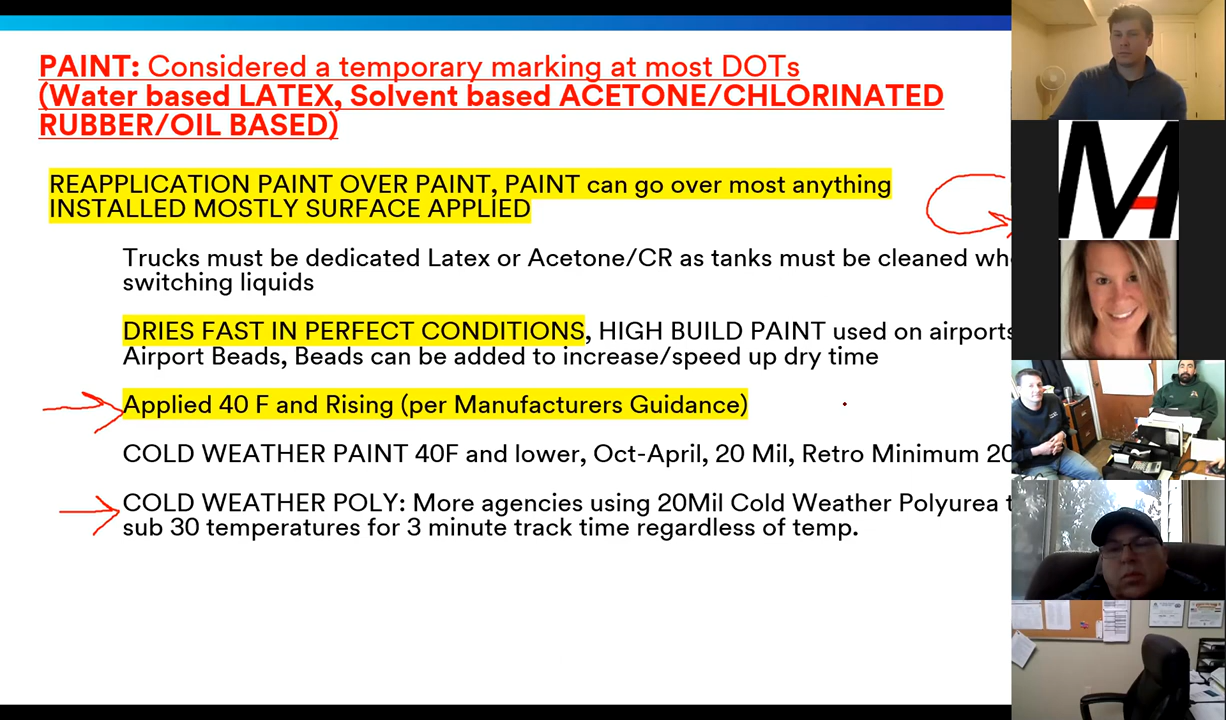 PAINT: Considered a temporary marking at most DOTs
(Water based LATEX, Solvent based ACETONE/CHLORINATED
RUBBER/OIL BASED)
REAPPLICATION PAINT OVER PAINT, PAINT can go over most anything
INSTALLED MOSTLY SURFACE APPLIED
Trucks must be dedicated Latex or Acetone/CR as tanks must be cleaned
switching liquids
DRIES FAST IN PERFECT CONDITIONS, HIGH BUILD PAINT used on airports
Airport Beads, Beads can be added to increase/speed up dry time
Applied 40 F and Rising (per Manufacturers Guidance)
COLD WEATHER PAINT 40F and lower, Oct-April, 20 Mil, Retro Minimum
COLD WEATHER POLY: More agencies using 20Mil Cold Weather Polyurea
sub 30 temperatures for 3 minute track time regardless of temp.
MA